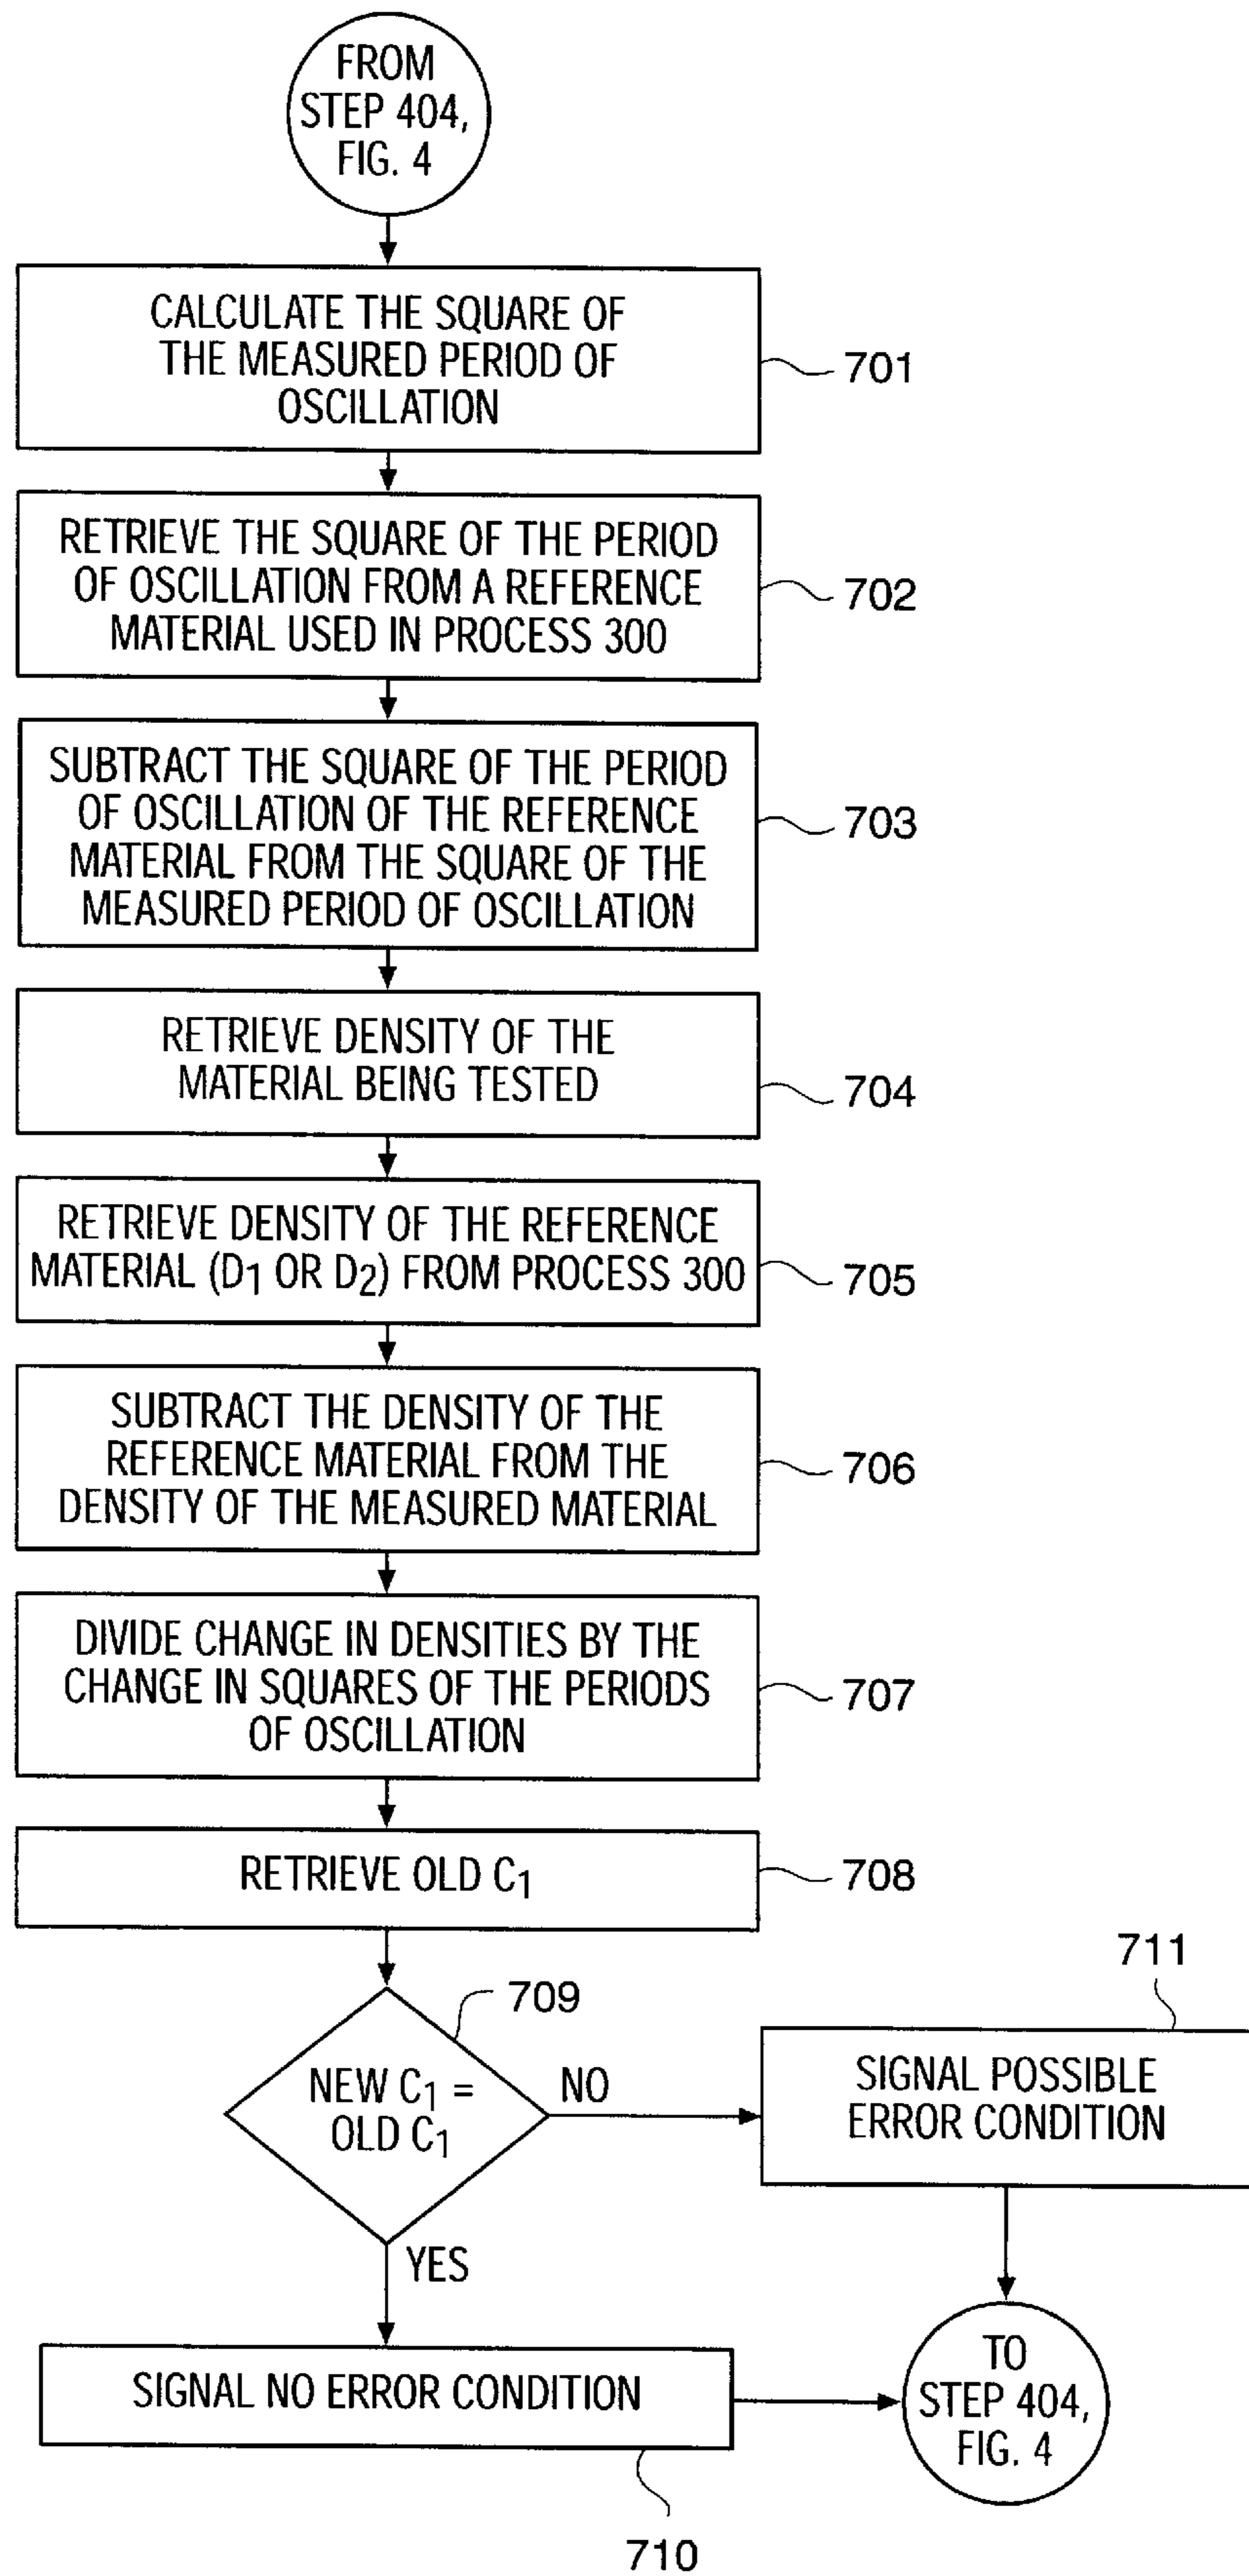 FROM
STEP 404,
FIG. 4
CALCULATE THE SQUARE OF
THE MEASURED PERIOD OF
OSCILLATION
701
RETRIEVE THE SQUARE OF THE PERIOD
OF OSCILLATION FROM A REFERENCE
MATERIAL USED IN PROCESS 300
702
SUBTRACT THE SQUARE OF THE PERIOD
OF OSCILLATION OF THE REFERENCE
MATERIAL FROM THE SQUARE OF THE
MEASURED PERIOD OF OSCILLATION
703
RETRIEVE DENSITY OF THE
MATERIAL BEING TESTED
704
RETRIEVE DENSITY OF THE REFERENCE
MATERIAL (D1 OR D2) FROM PROCESS 300
705
SUBTRACT THE DENSITY OF THE
REFERENCE MATERIAL FROM THE
DENSITY OF THE MEASURED MATERIAL
706
DIVIDE CHANGE IN DENSITIES BY THE
CHANGE IN SQUARES OF THE PERIODS
OF OSCILLATION
707
RETRIEVE OLD C1
708
709
NEW C1 =
OLD C1
NO
YES
711
SIGNAL POSSIBLE
ERROR CONDITION
SIGNAL NO ERROR CONDITION
710
TO
STEP 404,
FIG. 4